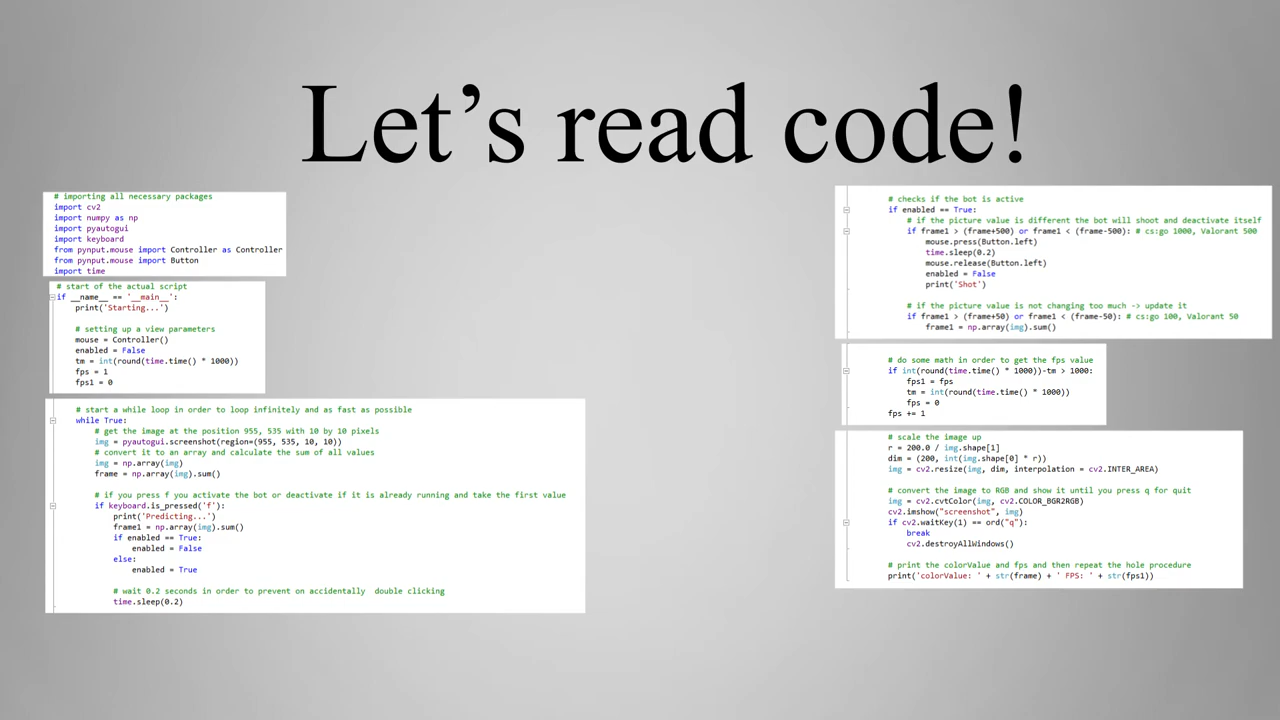 Let's read code!
# importing all necessary packages
import cv2
import numpy as np
import pyautogui
import keyboard
from pynput.mouse import Controller as Controller
from pynput.mouse import Button
import time
# start of the actual script
if __name__ == '__main__':
print('Starting...')
# setting up a view parameters
mouse = Controller()
enabled = False
tm = int(round(time.time() * 1000))
fps = 1
fps1 = 0
# start a while loop in order to loop infinitely and as fast as possible
while True:
# get the image at the position 955, 535 with 10 by 10 pixels
img = pyautogui.screenshot(region=(955, 535, 10, 10))
# convert it to an array and calculate the sum of all values
img = np.array(img)
frame = np.array(img).sum()
# if you press f you activate the bot or deactivate if it is already running and take the first value
if keyboard.is_pressed('f'):
print('Predicting...')
frame1 = np.array(img).sum()
if enabled == True:
enabled = False
else:
enabled = True
# wait 0.2 seconds in order to prevent on accidentally  double clicking
time.sleep(0.2)
# checks if the bot is active
if enabled == True:
# if the picture value is different the bot will shoot and deactivate itself
if frame1 > (frame+500) or frame1 < (frame-500): # cs:go 1000, Valorant 500
mouse.press(Button.left)
time.sleep(0.2)
mouse.release(Button.left)
enabled = False
print('Shot')
# if the picture value is not changing too much -> update it
if frame1 > (frame+50) or frame1 < (frame-50): # cs:go 100, Valorant 50
frame1 = np.array(img).sum()
# do some math in order to get the fps value
if int(round(time.time() * 1000))-tm > 1000:
fps1 = fps
tm = int(round(time.time() * 1000))
fps = 0
fps += 1
# scale the image up
r = 200.0 / img.shape[1]
dim = (200, int(img.shape[0] * r))
img = cv2.resize(img, dim, interpolation = cv2.INTER_AREA)
# convert the image to RGB and show it until you press q for quit
img = cv2.cvtColor(img, cv2.COLOR_BGR2RGB)
cv2.imshow("screenshot", img)
if cv2.waitKey(1) == ord("q"):
break
cv2.destroyAllWindows()
# print the colorValue and fps and then repeat the hole procedure
print('colorValue: ' + str(frame) + ' FPS: ' + str(fps1))